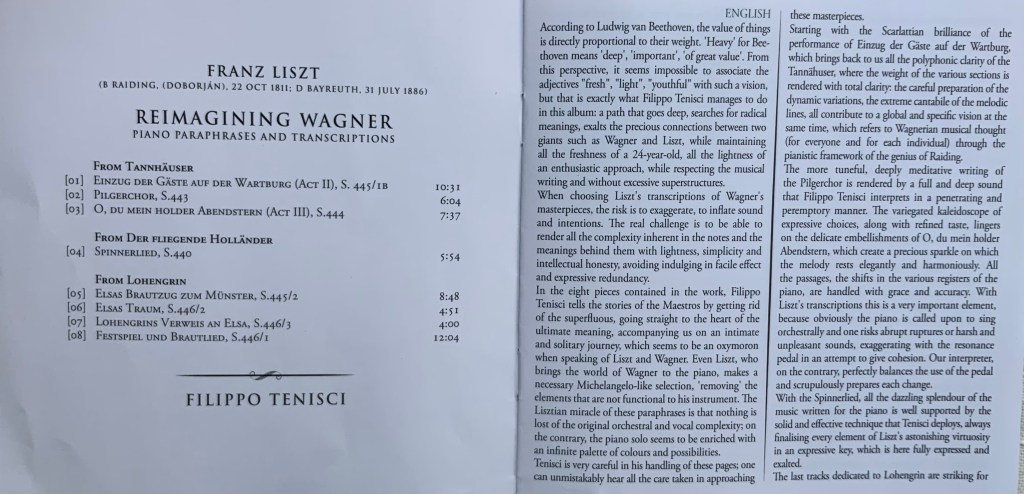 FRANZ LISZT
(B RAIDING, (DOBORJÁN), 22 OCT 1811; D BAYREUTH, 31 JULY 1886)
REIMAGINING WAGNER
PIANO PARAPHRASES AND TRANSCRIPTIONS
FROM TANNHÄUSER
[01] EINZUG DER GÄSTE AUF DER WARTBURG (ACT II), S. 445/1B 10:31
[02] PILGERCHOR, S.443 6:04
[03] O, DU MEIN HOLDER ABENDSTERN (ACT III), S.444 7:37
FROM DER FLIEGENDE HOLLÄNDER
[04] SPINNERLIED, S.440 5:54
FROM LOHENGRIN
[05] ELSAS BRAUTZUG ZUM MÜNSTER, S.445/2 8:48
[06] ELSAS TRAUM, S.446/2 4:51
[07] LOHENGRINS VERWEIS AN ELSA, S.446/3 4:00
[08] FESTSPIEL UND BRAUTLIED, S.446/1 12:04
FILIPPO TENISCI
ENGLISH
According to Ludwig van Beethoven, the value of things
is directly proportional to their weight. 'Heavy' for Bee-
thoven means 'deep', 'important', 'of great value'. From
this perspective, it seems impossible to associate the
adjectives "fresh", "light", "youthful" with such a vision,
but that is exactly what Filippo Tenisci manages to do
in this album: a path that goes deep, searches for radical
meanings, exalts the precious connections between two
giants such as Wagner and Liszt, while maintaining
all the freshness of a 24-year-old, all the lightness of
an enthusiastic approach, while respecting the musical
writing and without excessive superstructures.
When choosing Liszt's transcriptions of Wagner's
masterpieces, the risk is to exaggerate, to inflate sound
and intentions. The real challenge is to be able to
render all the complexity inherent in the notes and the
meanings behind them with lightness, simplicity and
intellectual honesty, avoiding indulging in facile effect
and expressive redundancy.
In the eight pieces contained in the work, Filippo
Tenisci tells the stories of the Maestros by getting rid
of the superfluous, going straight to the heart of the
ultimate meaning, accompanying us on an intimate
and solitary journey, which seems to be an oxymoron
when speaking of Liszt and Wagner. Even Liszt, who
brings the world of Wagner to the piano, makes a
necessary Michelangelo-like selection, 'removing' the
elements that are not functional to his instrument. The
Lisztian miracle of these paraphrases is that nothing is
lost of the original orchestral and vocal complexity; on
the contrary, the piano solo seems to be enriched with
an infinite palette of colours and possibilities.
Tenisci is very careful in his handling of these pages; one
can unmistakably hear all the care taken in approaching
these masterpieces.
Starting with the Scarlattian brilliance of the
performance of Einzug der Gäste auf der Wartburg,
which brings back to us all the polyphonic clarity of the
Tannäuser, where the weight of the various sections is
rendered with total clarity: the careful preparation of the
dynamic variations, the extreme cantabile of the melodic
lines, all contribute to a global and specific vision at the
same time, which refers to Wagnerian musical thought
(for everyone and for each individual) through the
pianistic framework of the genius of Raiding.
The more tuneful, deeply meditative writing of
the Pilgerchor is rendered by a full and deep sound
that Filippo Tenisci interprets in a penetrating and
peremptory manner. The variegated kaleidoscope of
expressive choices, along with refined taste, lingers
on the delicate embellishments of O, du mein holder
Abendstern, which create a precious sparkle on which
the melody rests elegantly and harmoniously. All
the passages, the shifts in the various registers of the
piano, are handled with grace and accuracy. With
Liszt's transcriptions this is a very important element,
because obviously the piano is called upon to sing
orchestrally and one risks abrupt ruptures or harsh and
unpleasant sounds, exaggerating with the resonance
pedal in an attempt to give cohesion. Our interpreter,
on the contrary, perfectly balances the use of the pedal
and scrupulously prepares each change.
With the Spinnerlied, all the dazzling splendour of the
music written for the piano is well supported by the
solid and effective technique that Tenisci deploys, always
finalising every element of Liszt's astonishing virtuosity
in an expressive key, which is here fully expressed and
exalted.
The last tracks dedicated to Lohengrin are striking for